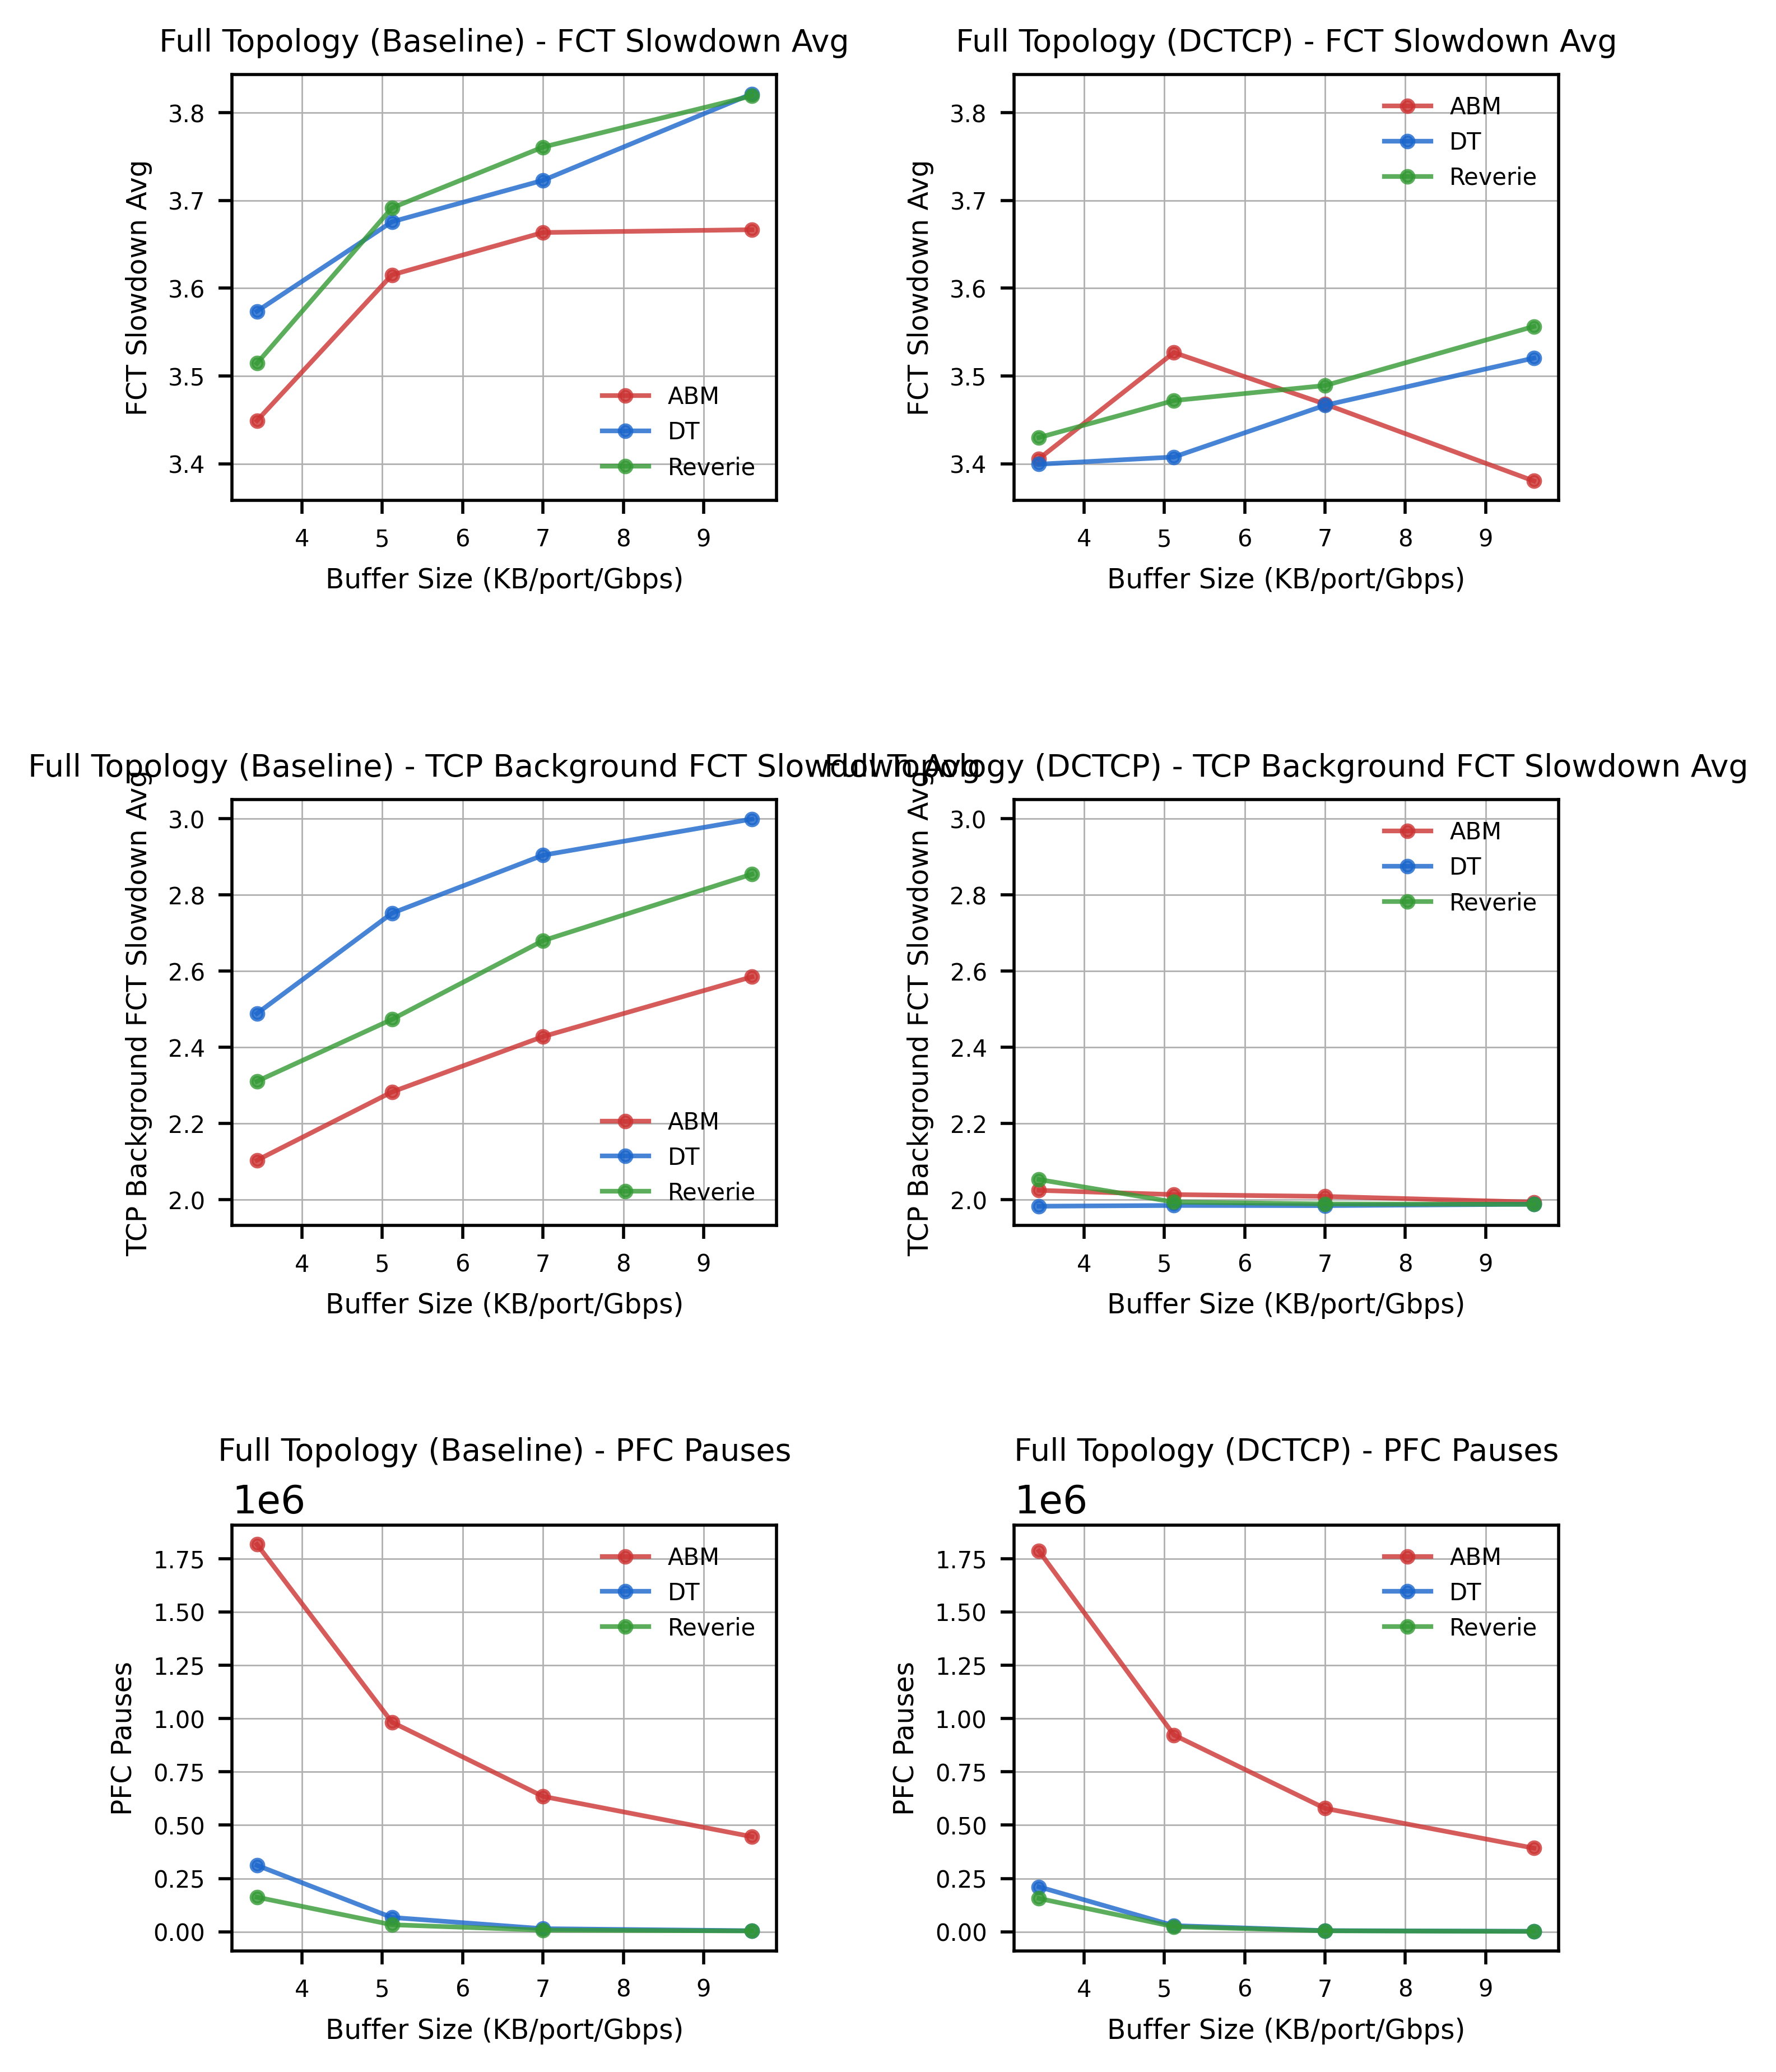 Full Topology (Baseline) - FCT Slowdown Avg
FCT Slowdown Avg
3.8
3.7
3.6
3.5
3.4
ABM
DT
Reverie
4 5 6 7 8 9
Buffer Size (KB/port/Gbps)
Full Topology (DCTCP) - FCT Slowdown Avg
FCT Slowdown Avg
3.8
3.7
3.6
3.5
3.4
ABM
DT
Reverie
4 5 6 7 8 9
Buffer Size (KB/port/Gbps)
Full Topology (Baseline) - TCP Background FCT Slowdown Avg
TCP Background FCT Slowdown Avg
3.0
2.8
2.6
2.4
2.2
2.0
ABM
DT
Reverie
4 5 6 7 8 9
Buffer Size (KB/port/Gbps)
Full Topology (DCTCP) - TCP Background FCT Slowdown Avg
TCP Background FCT Slowdown Avg
3.0
2.8
2.6
2.4
2.2
2.0
ABM
DT
Reverie
4 5 6 7 8 9
Buffer Size (KB/port/Gbps)
Full Topology (Baseline) - PFC Pauses
1e6
PFC Pauses
1.75
1.50
1.25
1.00
0.75
0.50
0.25
0.00
ABM
DT
Reverie
4 5 6 7 8 9
Buffer Size (KB/port/Gbps)
Full Topology (DCTCP) - PFC Pauses
1e6
PFC Pauses
1.75
1.50
1.25
1.00
0.75
0.50
0.25
0.00
ABM
DT
Reverie
4 5 6 7 8 9
Buffer Size (KB/port/Gbps)